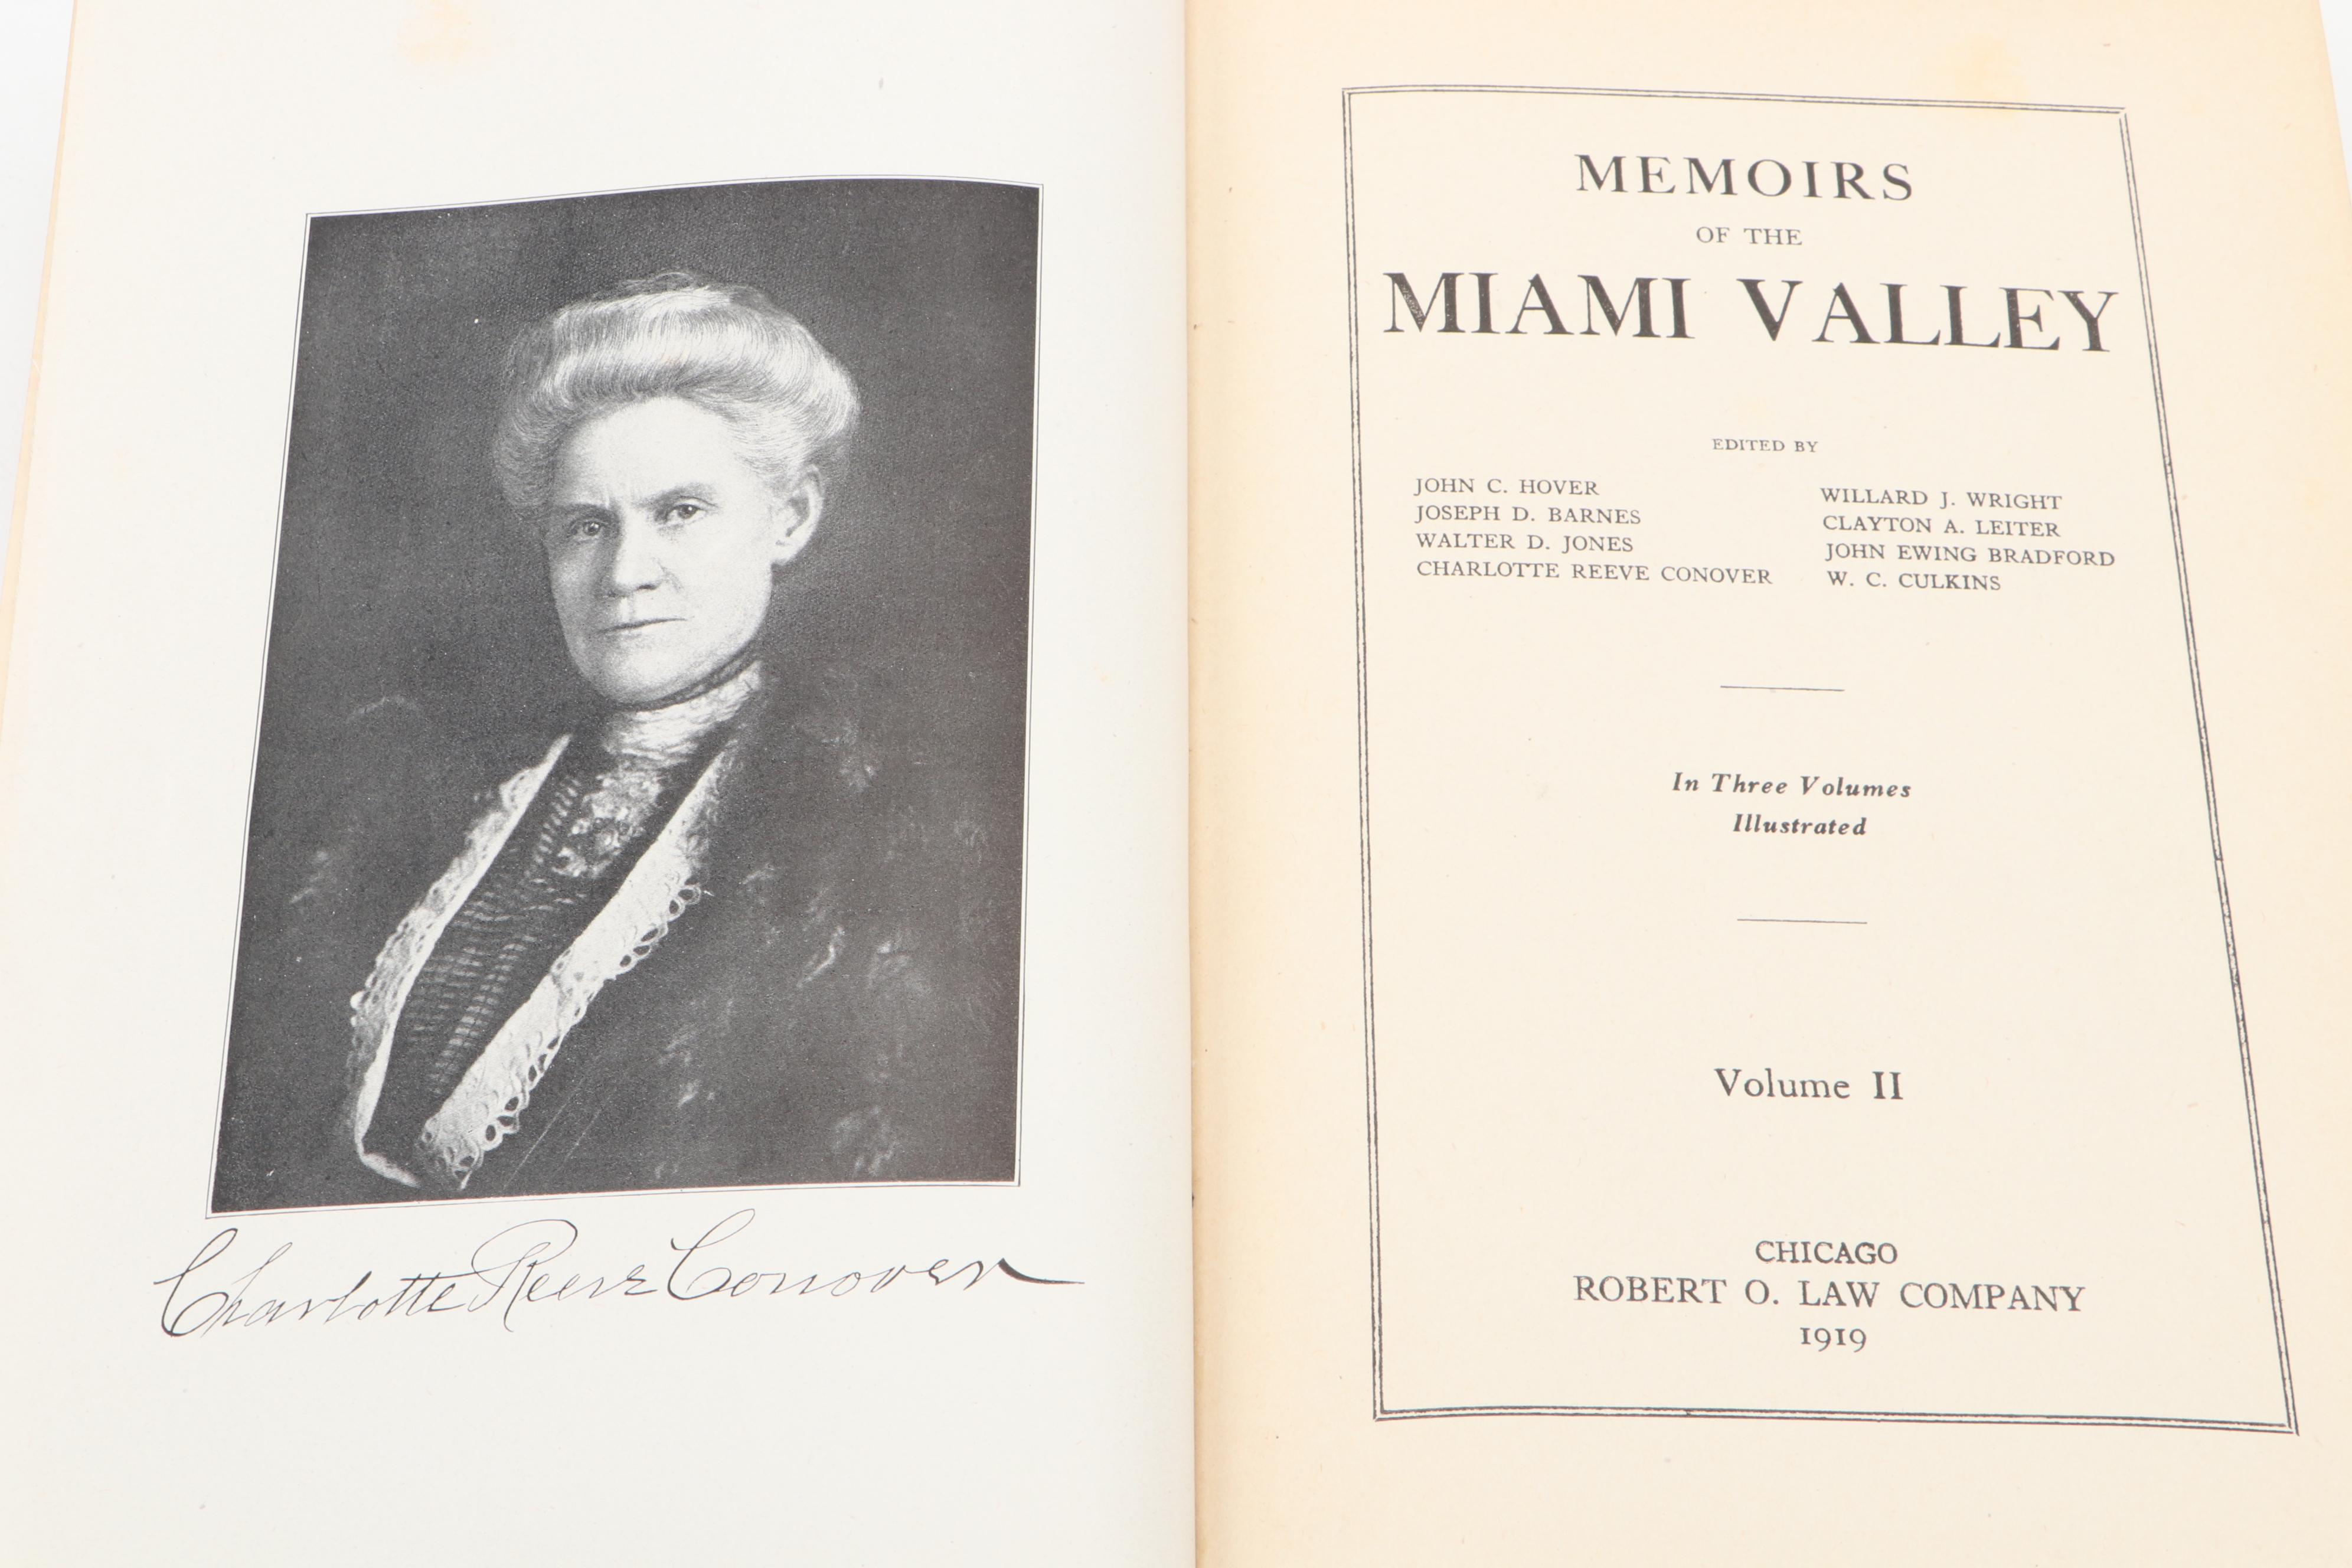 Charlotte Reeve Conover
MEMOIRS
OF THE
MIAMI VALLEY
EDITED BY
JOHN C. HOVER
JOSEPH D. BARNES
WALTER D. JONES
CHARLOTTE REEVE CONOVER
WILLARD J. WRIGHT
CLAYTON A. LEITER
JOHN EWING BRADFORD
W. C. CULKINS
In Three Volumes
Illustrated
Volume II
CHICAGO
ROBERT O. LAW COMPANY
1919